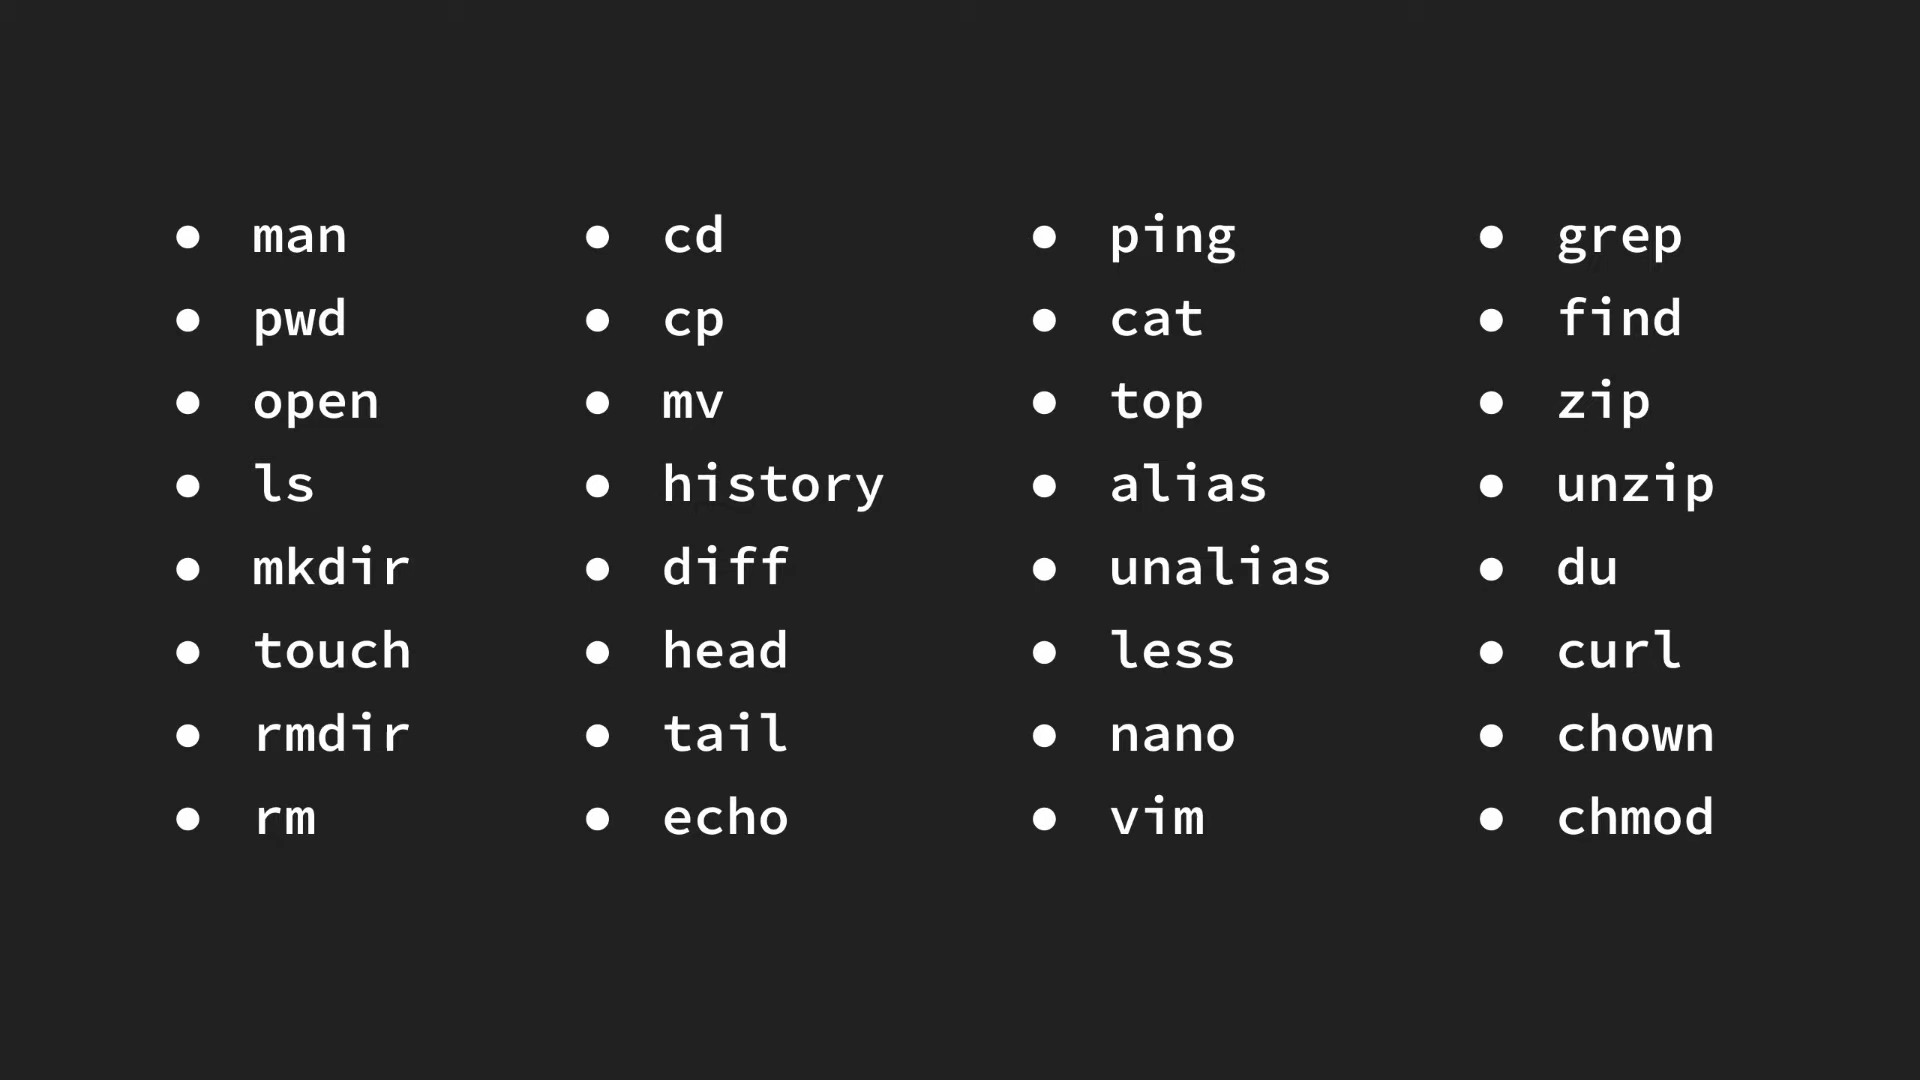 ● man
● pwd
● open
● ls
● mkdir
● touch
● rmdir
● rm
● cd
● cp
● mv
● history
● diff
● head
● tail
● echo
● ping
● cat
● top
● alias
● unalias
● less
● nano
● vim
● grep
● find
● zip
● unzip
● du
● curl
● chown
● chmod